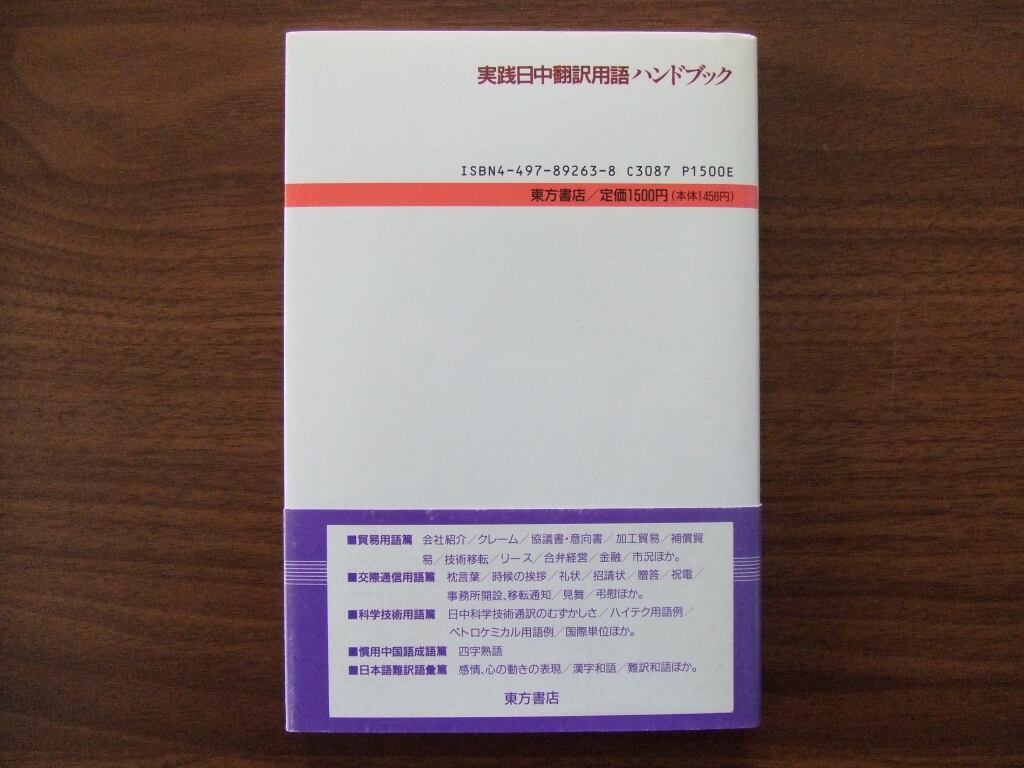 実践日中翻訳用語ハンドブック
ISBN4-497-89263-8 C3087 P1500E
東方書店／定価1500円（本体1456円）
■貿易用語篇 会社紹介／クレーム／協議書・意向書／加工貿易／補償貿
易／技術移転／リース／合弁経営／金融／市況ほか。
■交際通信用語篇 枕言葉／時候の挨拶／礼状／招請状／贈答／祝電／
事務所開設、移転通知／見舞／弔慰ほか。
■科学技術用語篇 日中科学技術通訳のむずかしさ／ハイテク用語例／
ペトロケミカル用語例／国際単位ほか。
■慣用中国語成語篇 四字熟語
■日本語難訳語彙篇 感情、心の動きの表現／漢字和語／難訳和語ほか。
東方書店